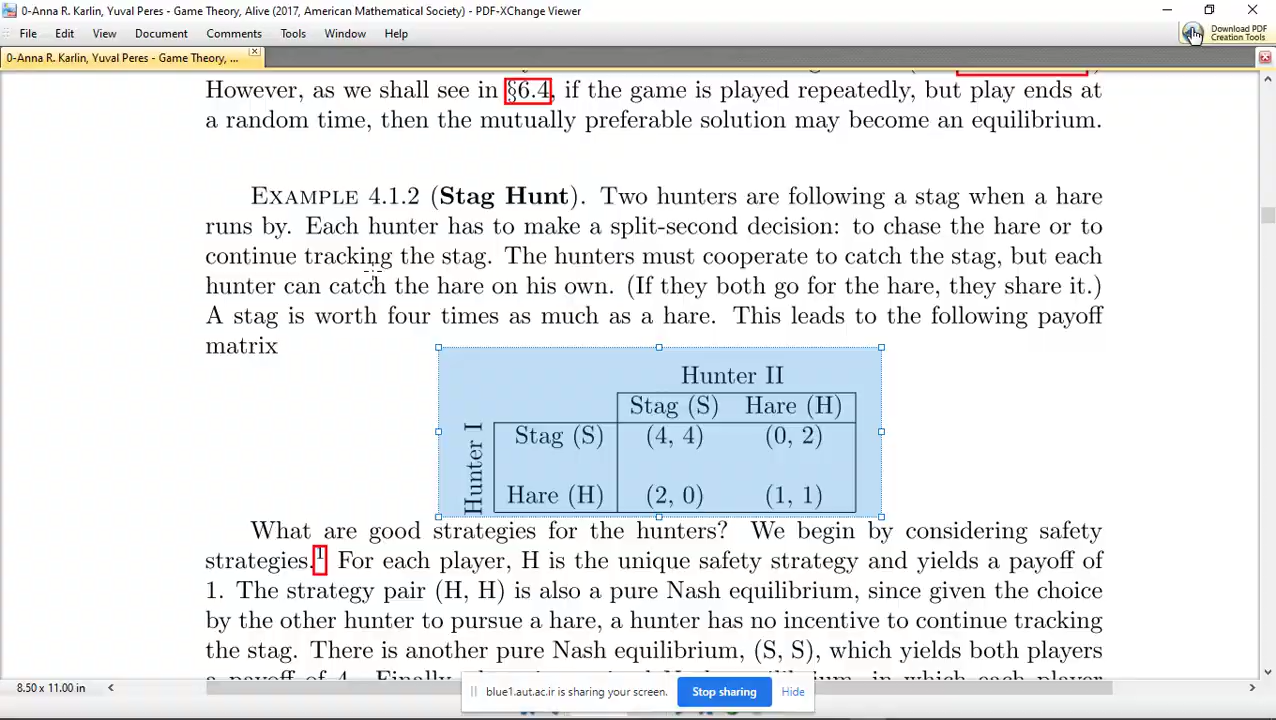 0-Anna R. Karlin, Yuval Peres - Game Theory, Alive (2017, American Mathematical Society) - PDF-XChange Viewer
File Edit View Document Comments Tools Window Help
Download PDF
Creation Tools
0-Anna R. Karlin, Yuval Peres - Game Theory, ...
However, as we shall see in §6.4, if the game is played repeatedly, but play ends at
a random time, then the mutually preferable solution may become an equilibrium.
Example 4.1.2 (Stag Hunt). Two hunters are following a stag when a hare
runs by. Each hunter has to make a split-second decision: to chase the hare or to
continue tracking the stag. The hunters must cooperate to catch the stag, but each
hunter can catch the hare on his own. (If they both go for the hare, they share it.)
A stag is worth four times as much as a hare. This leads to the following payoff
matrix
Hunter II
Stag (S) Hare (H)
Hunter I
Stag (S) (4, 4) (0, 2)
Hare (H) (2, 0) (1, 1)
What are good strategies for the hunters? We begin by considering safety
strategies.1 For each player, H is the unique safety strategy and yields a payoff of
1. The strategy pair (H, H) is also a pure Nash equilibrium, since given the choice
by the other hunter to pursue a hare, a hunter has no incentive to continue tracking
the stag. There is another pure Nash equilibrium, (S, S), which yields both players
8.50 x 11.00 in
blue1.aut.ac.ir is sharing your screen. Stop sharing Hide